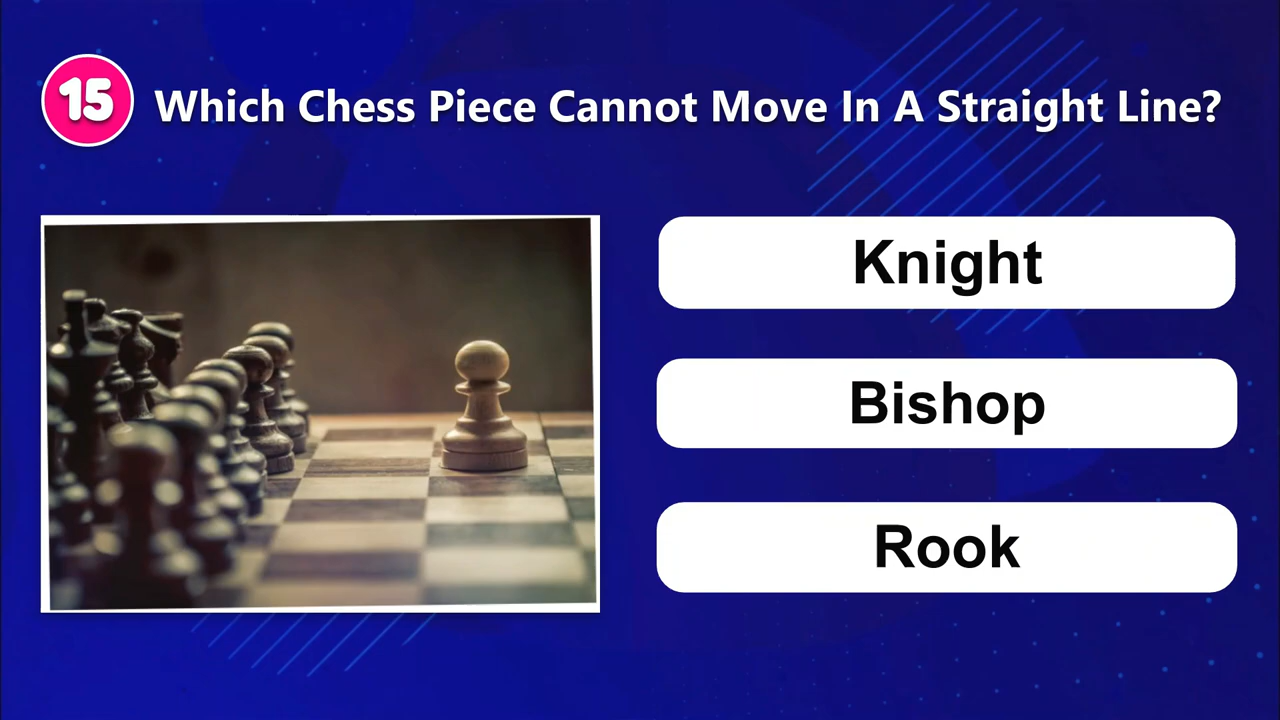 15 Which Chess Piece Cannot Move In A Straight Line?
Knight
Bishop
Rook